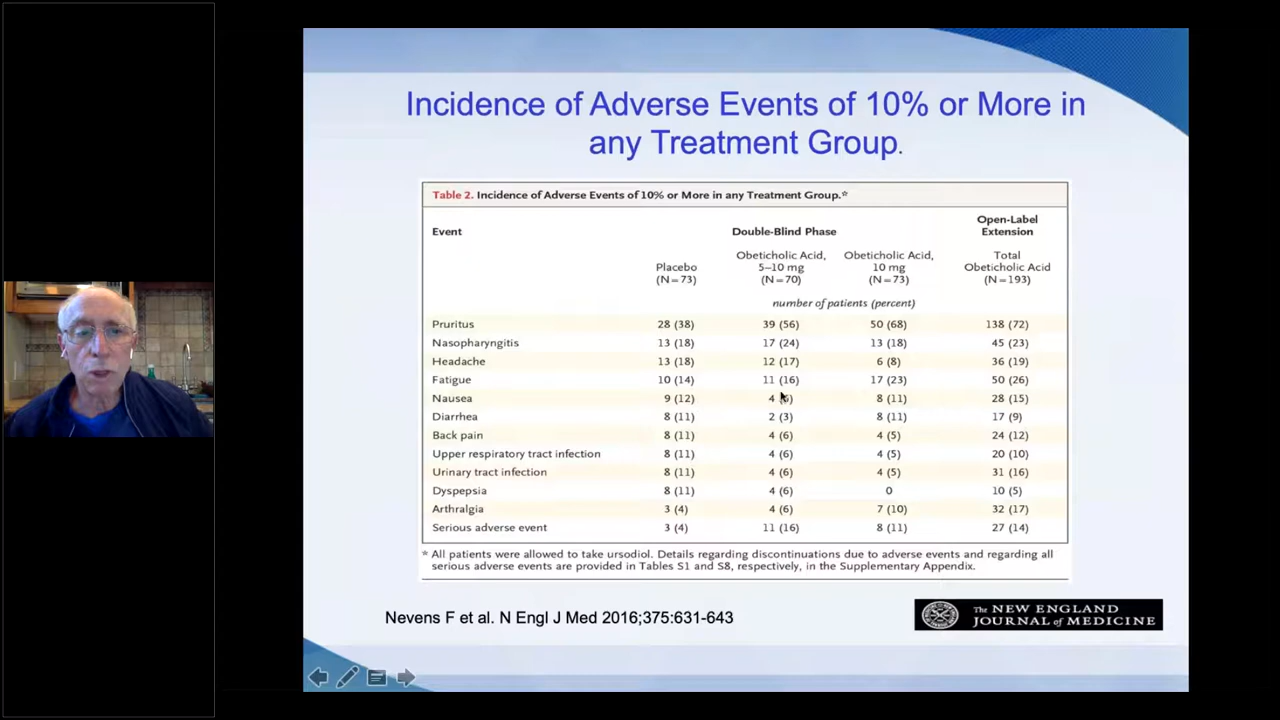 Incidence of Adverse Events of 10% or More in
any Treatment Group.
Table 2. Incidence of Adverse Events of 10% or More in any Treatment Group.*
Event Double-Blind Phase Open-Label Extension
Placebo (N=73) Obeticholic Acid, 5–10 mg (N=70) Obeticholic Acid, 10 mg (N=73) Total Obeticholic Acid (N=193)
number of patients (percent)
Pruritus 28 (38) 39 (56) 50 (68) 138 (72)
Nasopharyngitis 13 (18) 17 (24) 13 (18) 45 (23)
Headache 13 (18) 12 (17) 6 (8) 36 (19)
Fatigue 10 (14) 11 (16) 17 (23) 50 (26)
Nausea 9 (12) 4 8 (11) 28 (15)
Diarrhea 8 (11) 2 (3) 8 (11) 17 (9)
Back pain 8 (11) 4 (6) 4 (5) 24 (12)
Upper respiratory tract infection 8 (11) 4 (6) 4 (5) 20 (10)
Urinary tract infection 8 (11) 4 (6) 4 (5) 31 (16)
Dyspepsia 8 (11) 4 (6) 0 10 (5)
Arthralgia 3 (4) 4 (6) 7 (10) 32 (17)
Serious adverse event 3 (4) 11 (16) 8 (11) 27 (14)
* All patients were allowed to take ursodiol. Details regarding discontinuations due to adverse events and regarding all
serious adverse events are provided in Tables S1 and S8, respectively, in the Supplementary Appendix.
Nevens F et al. N Engl J Med 2016;375:631-643
The NEW ENGLAND
JOURNAL of MEDICINE